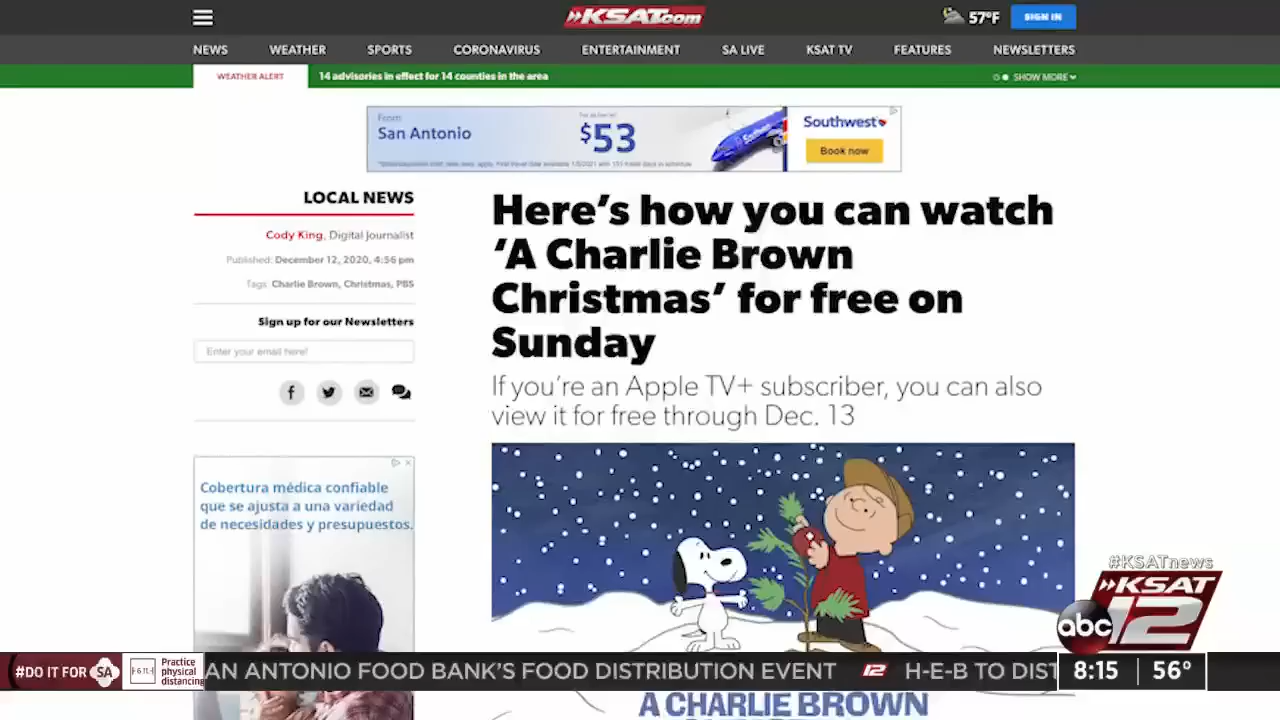 KSATcom
57°F
SIGN IN
NEWS
WEATHER
SPORTS
CORONAVIRUS
ENTERTAINMENT
SA LIVE
KSAT TV
FEATURES
NEWSLETTERS
WEATHER ALERT
14 advisories in effect for 14 counties in the area
SHOW MORE
From
San Antonio
$53
Southwest
Book now
LOCAL NEWS
Cody King, Digital Journalist
Published: December 12, 2020, 4:56 pm
Tags: Charlie Brown, Christmas, PBS
Sign up for our Newsletters
Enter your email here!
Here's how you can watch
'A Charlie Brown
Christmas' for free on
Sunday
If you're an Apple TV+ subscriber, you can also
view it for free through Dec. 13
Cobertura médica confiable
que se ajusta a una variedad
de necesidades y presupuestos.
#KSATnews
KSAT
12
abc
#DO IT FOR SA
Practice
physical
distancing
AN ANTONIO FOOD BANK'S FOOD DISTRIBUTION EVENT 12 H-E-B TO DIST
8:15 56°
A CHARLIE BROWN